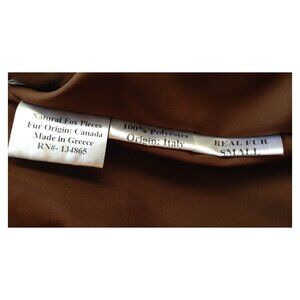 Natural Fox Pieces
Fur Origin: Canada
Made in Greece
RN#- 134865
100% Polyester
Origin: Italy
REAL FUR
SMALL